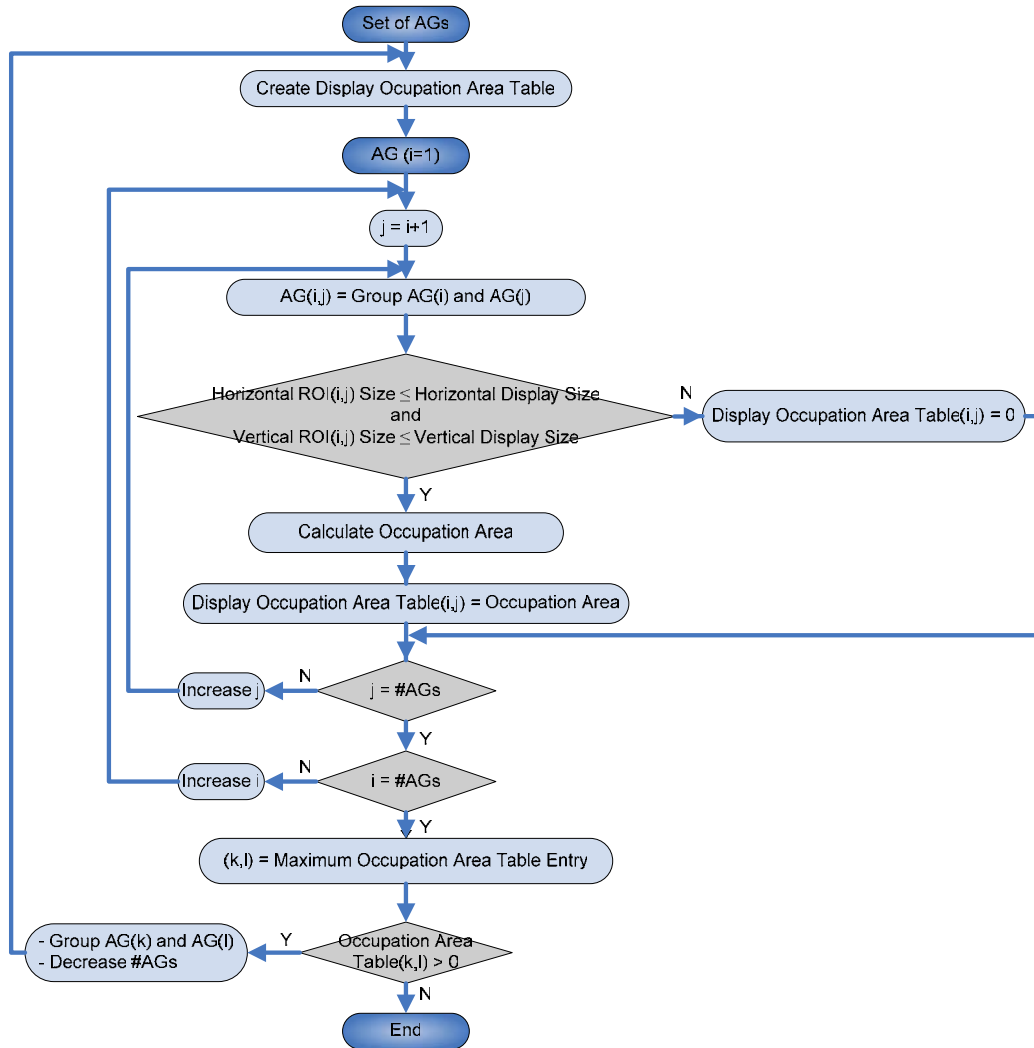 Set of AGs
Create Display Ocupation Area Table
AG (i=1)
j = i+1
AG(i,j) = Group AG(i) and AG(j)
Horizontal ROI(i,j) Size ≤ Horizontal Display Size
and
Vertical ROI(i,j) Size ≤ Vertical Display Size
N
Display Occupation Area Table(i,j) = 0
Y
Calculate Occupation Area
Display Occupation Area Table(i,j) = Occupation Area
Increase j
N
j = #AGs
Y
Increase i
N
i = #AGs
Y
(k,l) = Maximum Occupation Area Table Entry
- Group AG(k) and AG(l)
- Decrease #AGs
Y
Occupation Area
Table(k,l) > 0
N
End